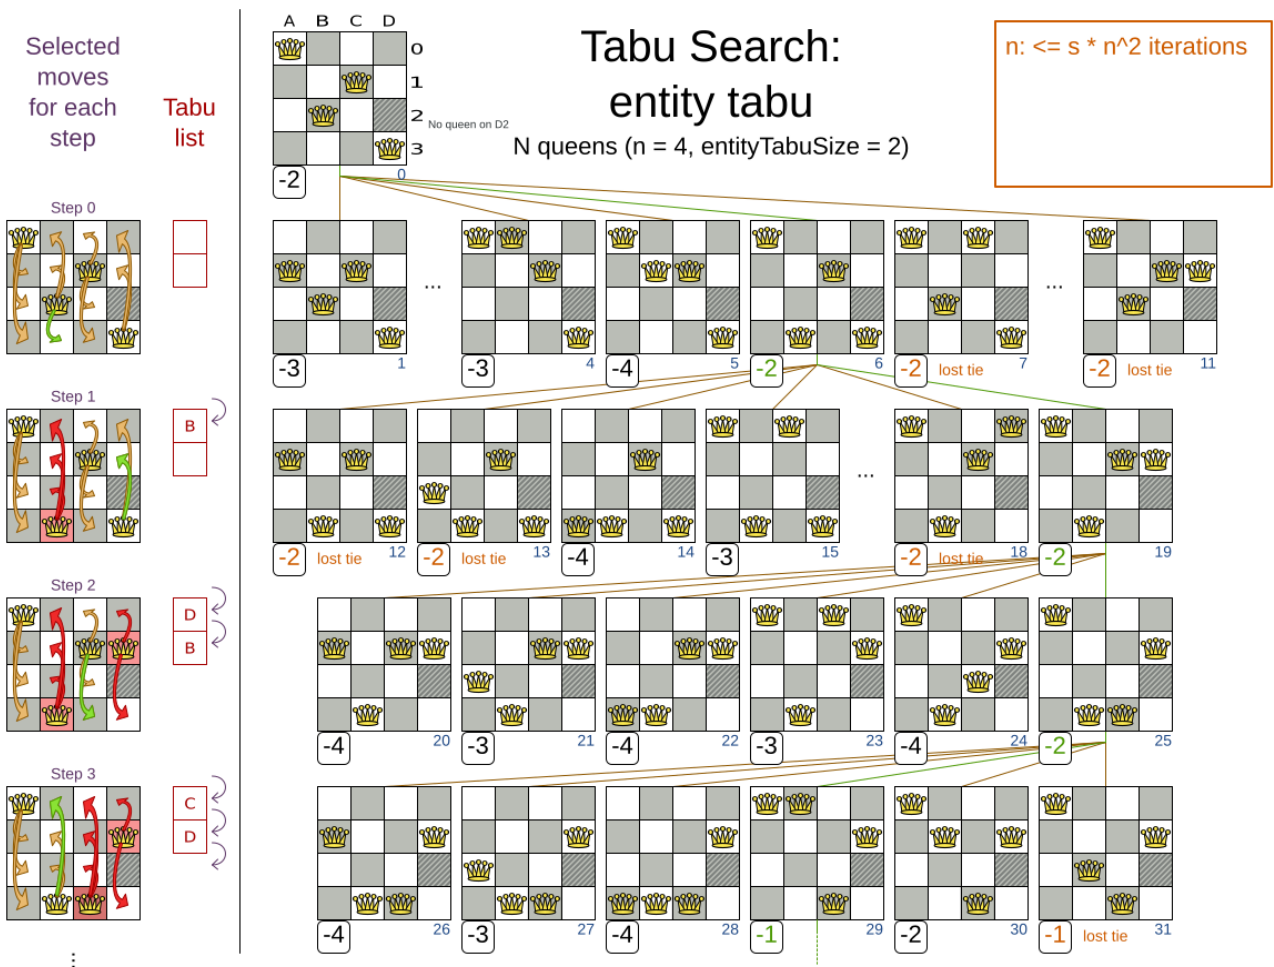 Selected
moves
for each
step
Tabu
list
A B C D
0
1
2
3
No queen on D2
-2
0
Tabu Search:
entity tabu
N queens (n = 4, entityTabuSize = 2)
n: <= s * n^2 iterations
Step 0
...
...
-3 1
-3 4
-4 5
-2 6
-2 lost tie 7
-2 lost tie 11
Step 1
B
...
-2 lost tie 12
-2 lost tie 13
-4 14
-3 15
-2 lost tie 18
-2 19
Step 2
D
B
-4 20
-3 21
-4 22
-3 23
-4 24
-2 25
Step 3
C
D
-4 26
-3 27
-4 28
-1 29
-2 30
-1 lost tie 31
...